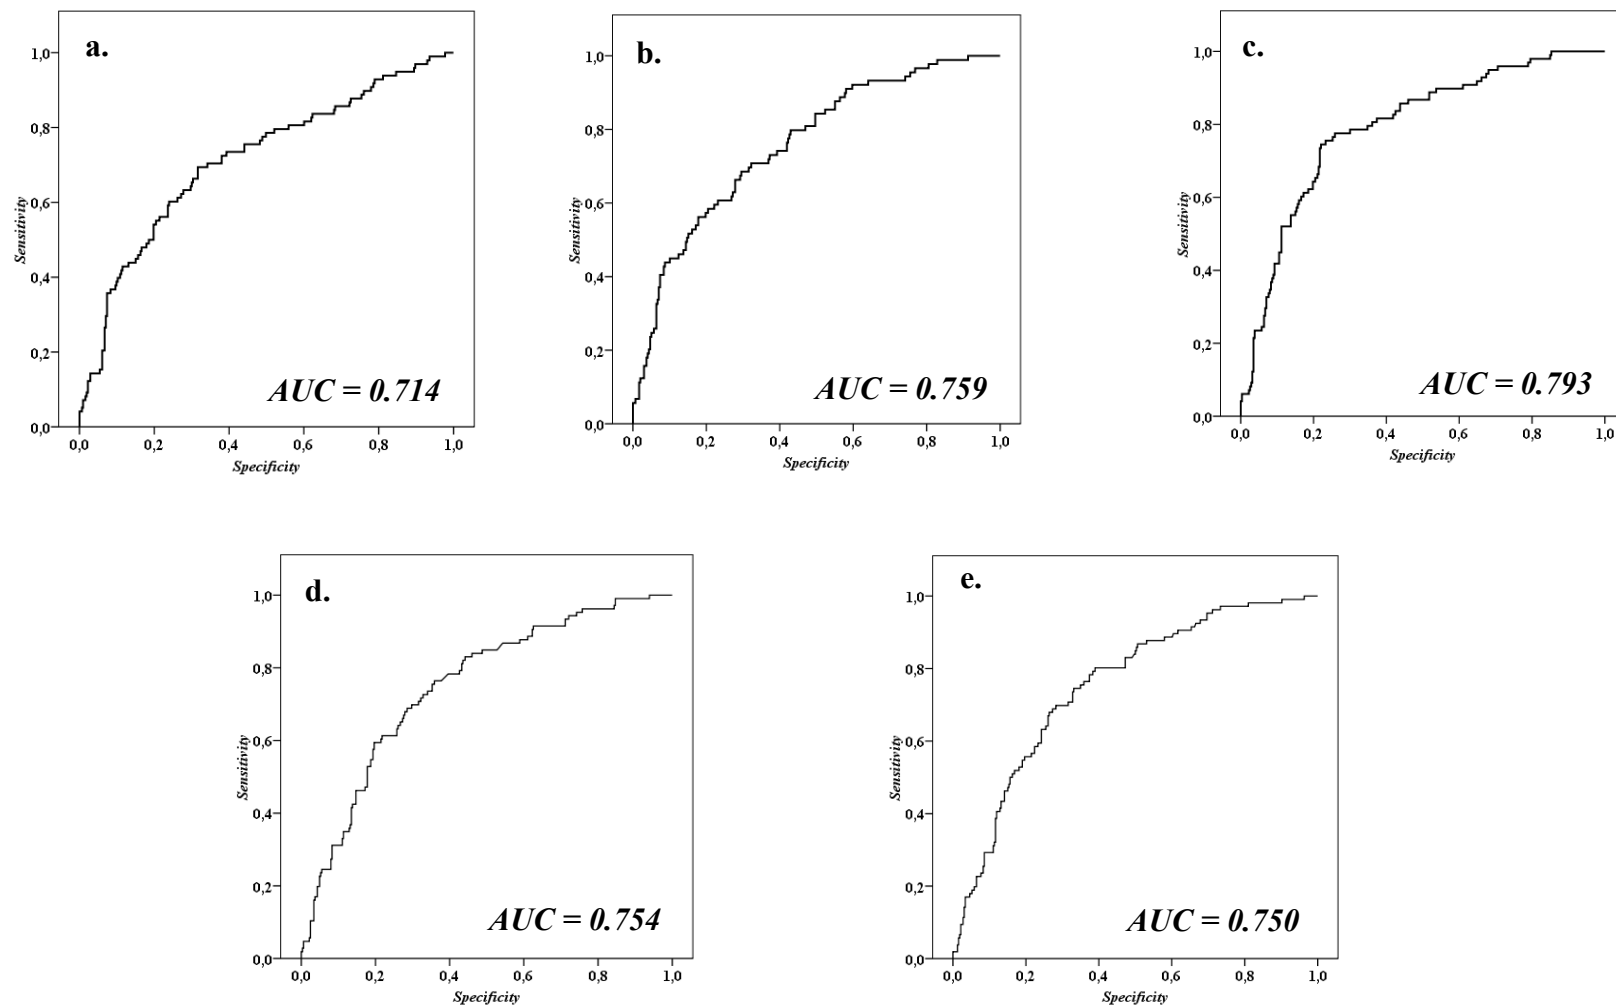 a.
1,0
0,8
0,6
0,4
0,2
0,0
Sensitivity
AUC = 0.714
0,0 0,2 0,4 0,6 0,8 1,0
Specificity
b.
1,0
0,8
0,6
0,4
0,2
0,0
Sensitivity
AUC = 0.759
0,0 0,2 0,4 0,6 0,8 1,0
Specificity
c.
1,0
0,8
0,6
0,4
0,2
0,0
Sensitivity
AUC = 0.793
0,0 0,2 0,4 0,6 0,8 1,0
Specificity
d.
1,0
0,8
0,6
0,4
0,2
0,0
Sensitivity
AUC = 0.754
0,0 0,2 0,4 0,6 0,8 1,0
Specificity
e.
1,0
0,8
0,6
0,4
0,2
0,0
Sensitivity
AUC = 0.750
0,0 0,2 0,4 0,6 0,8 1,0
Specificity